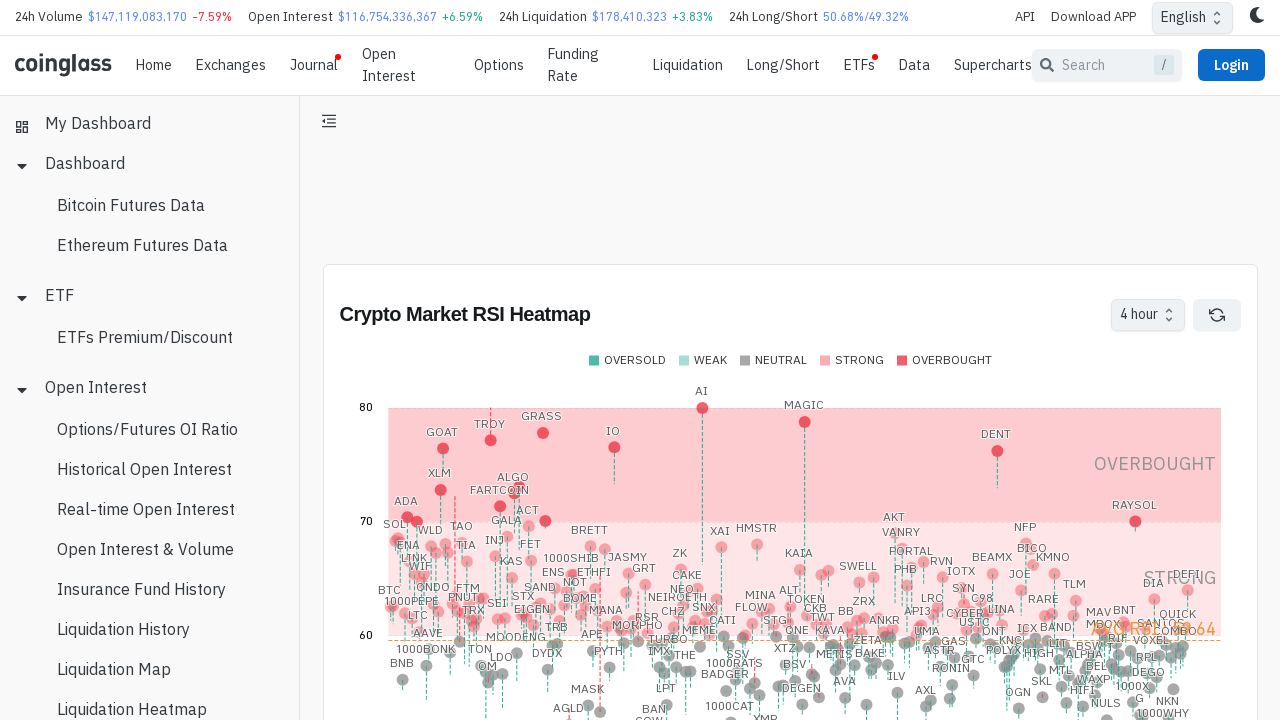 24h Volume $147,119,083,170 -7.59% Open Interest $116,754,336,367 +6.59% 24h Liquidation $178,410,323 +3.83% 24h Long/Short 50.68%/49.32% API Download APP English
coinglass Home Exchanges Journal Open Interest Options Funding Rate Liquidation Long/Short ETFs Data Supercharts Search / Login
My Dashboard
Dashboard
Bitcoin Futures Data
Ethereum Futures Data
ETF
ETFs Premium/Discount
Open Interest
Options/Futures OI Ratio
Historical Open Interest
Real-time Open Interest
Open Interest & Volume
Insurance Fund History
Liquidation History
Liquidation Map
Liquidation Heatmap
Crypto Market RSI Heatmap
4 hour
OVERSOLD WEAK NEUTRAL STRONG OVERBOUGHT
AI
80
MAGIC
GRASS
TROY
GOAT
IO
DENT
OVERBOUGHT
XLM
ALGO
FARTCOIN
ADA
RAYSOL
ACT
70
SOL
WLD
TAO
GALA
BRETT
XAI
HMSTR
AKT
VANRY
NFP
ENA
TIA
INJ
FET
LINK
WIF
KAS
1000SHIB
JASMY
ZK
KAIA
PORTAL
BICO
KMNO
BEAMX
RVN
GRT
CAKE
SWELL
PHB
IOTX
JOE
STRONG
DEFI
DIA
TLM
ENS
ETHFI
NOT
SAND
ONDO
FTM
BTC
1000PEPE
PNUT
STX
BOME
NEIROETH
NEO
MINA
ALT
TOKEN
ZRX
LRC
SYN
C98
RARE
SEI
EIGEN
MANA
CHZ
SNX
FLOW
CKB
BB
API3
CYBER
LINA
MAV
BNT
QUICK
LTC
TRX
RSR
CATI
STG
TWT
ANKR
USTC
MBOX
SANTOS
AAVE
MOODENG
TRB
APE
TURBO
MEME
ONE
KAVA
UMA
ICX
BAND
COMBO
60
ZETA
GAS
KNC
LIT
VOXEL
1000BONK
TON
LDO
DYDX
PYTH
IMX
THE
SSV
XTZ
METIS
BAKE
ASTR
POLYX
HIGH
ALPHA
BSW
RPL
BNB
OM
1000RATS
BSV
GTC
RONIN
MTL
BEL
DEGO
BADGER
ILV
AVA
SKL
WAXP
MASK
LPT
DEGEN
AXL
OGN
HIFI
1000X
NKN
AGLD
BAN
1000CAT
NULS
G
1000WHY
COW
XMR